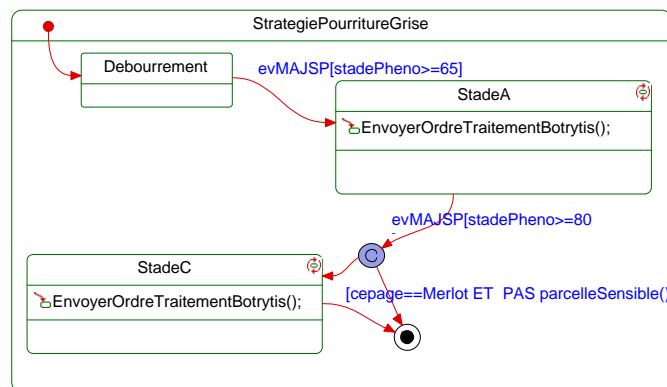 StrategiePourritureGrise
Debourrement
evMAJSP[stadePheno>=65]
StadeA
EnvoyerOrdreTraitementBotrytis();
evMAJSP[stadePheno>=80
C
StadeC
EnvoyerOrdreTraitementBotrytis();
[cepage==Merlot ET PAS parcelleSensible()